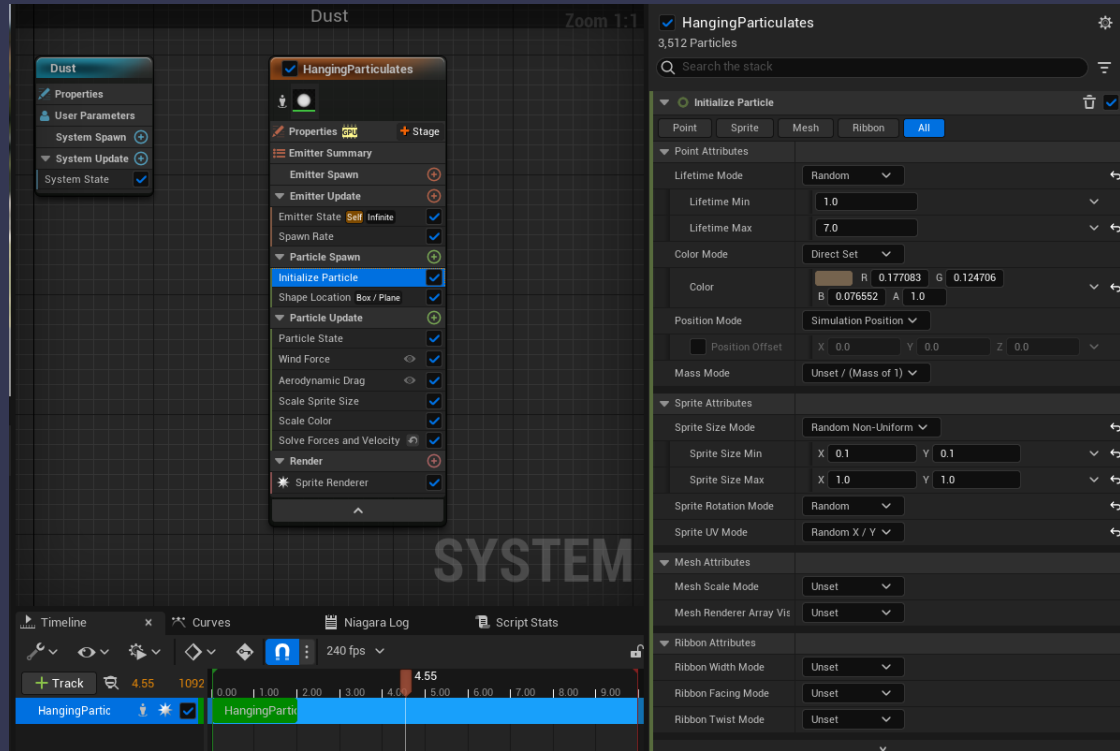 Dust
Zoom 1:1
Dust
Properties
User Parameters
System Spawn
System Update
System State
HangingParticulates
Properties GPU
Stage
Emitter Summary
Emitter Spawn
Emitter Update
Emitter State Self Infinite
Spawn Rate
Particle Spawn
Initialize Particle
Shape Location Box / Plane
Particle Update
Particle State
Wind Force
Aerodynamic Drag
Scale Sprite Size
Scale Color
Solve Forces and Velocity
Render
Sprite Renderer
SYSTEM
Timeline
Curves
Niagara Log
Script Stats
240 fps
Track
4.55
1092
4.55
0.00 1.00 2.00 3.00 4.00 5.00 6.00 7.00 8.00 9.00
HangingPartic
HangingPartic
HangingParticulates
3,512 Particles
Search the stack
Initialize Particle
Point Sprite Mesh Ribbon All
Point Attributes
Lifetime Mode Random
Lifetime Min 1.0
Lifetime Max 7.0
Color Mode Direct Set
Color R 0.177083 G 0.124706
B 0.076552 A 1.0
Position Mode Simulation Position
Position Offset X 0.0 Y 0.0 Z 0.0
Mass Mode Unset / (Mass of 1)
Sprite Attributes
Sprite Size Mode Random Non-Uniform
Sprite Size Min X 0.1 Y 0.1
Sprite Size Max X 1.0 Y 1.0
Sprite Rotation Mode Random
Sprite UV Mode Random X / Y
Mesh Attributes
Mesh Scale Mode Unset
Mesh Renderer Array Vis Unset
Ribbon Attributes
Ribbon Width Mode Unset
Ribbon Facing Mode Unset
Ribbon Twist Mode Unset